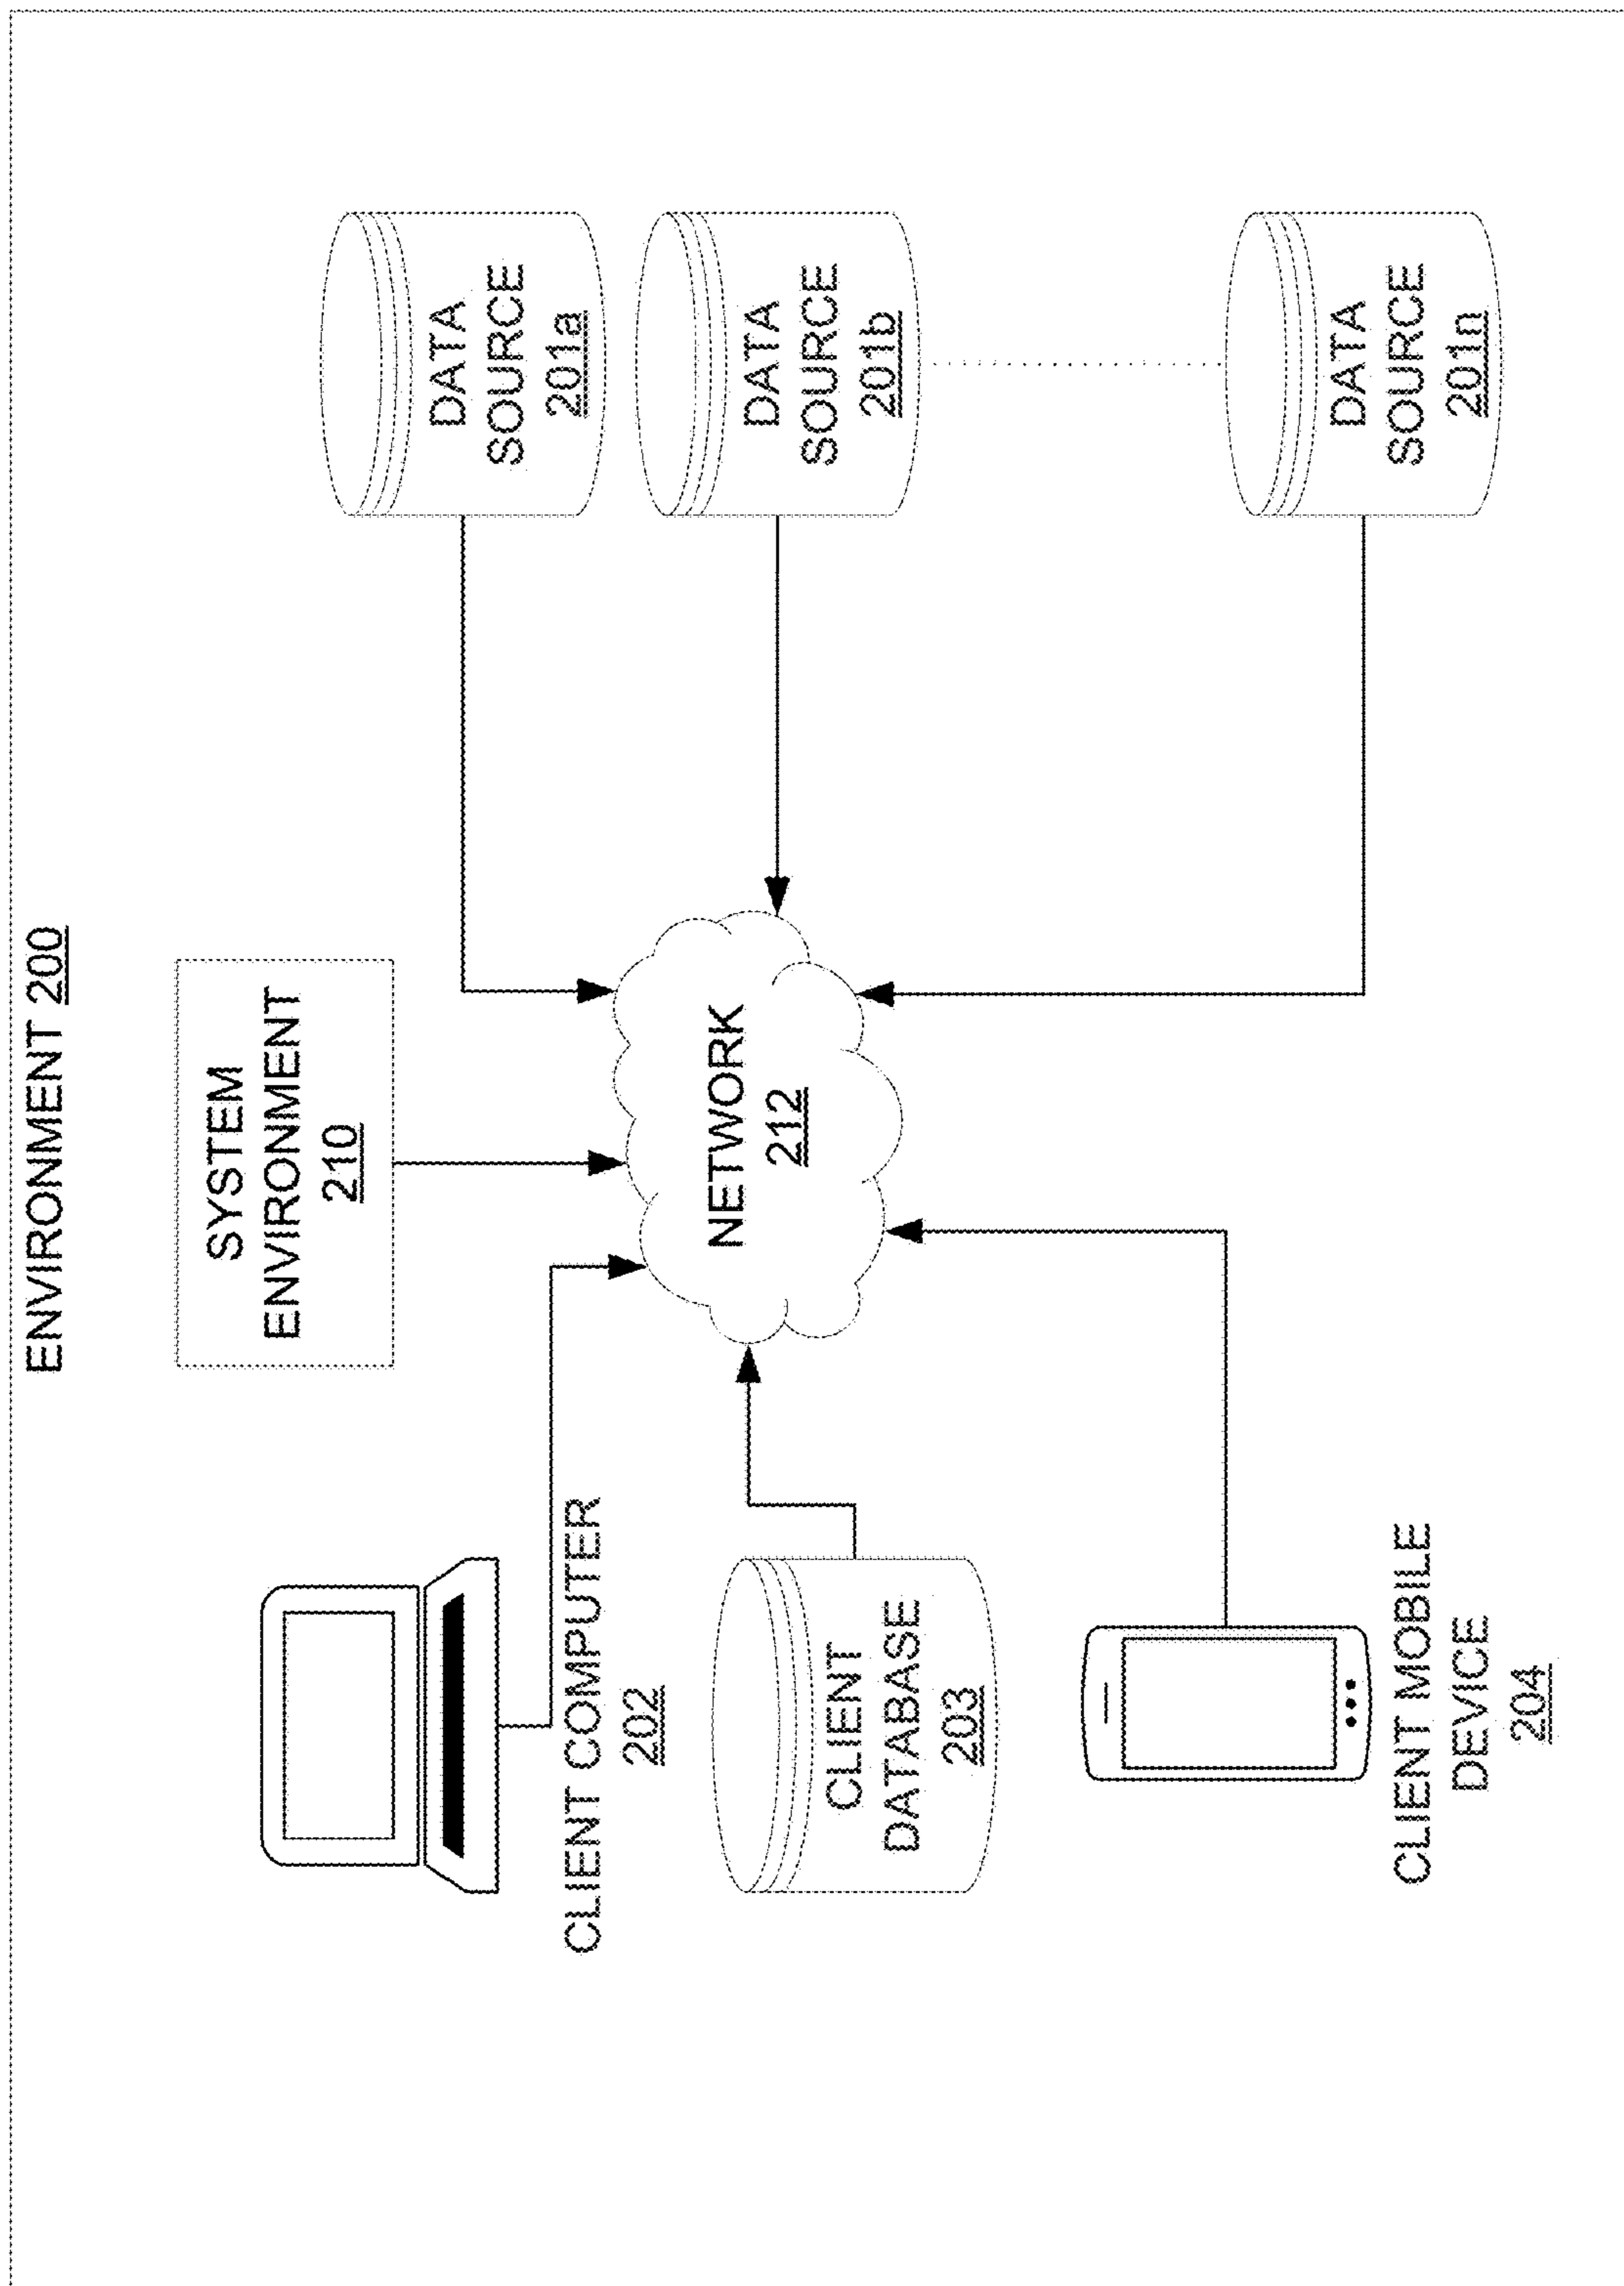 ENVIRONMENT 200
SYSTEM
ENVIRONMENT
210
CLIENT COMPUTER
202
CLIENT
DATABASE
203
CLIENT MOBILE
DEVICE
204
NETWORK
212
DATA
SOURCE
201a
DATA
SOURCE
201b
DATA
SOURCE
201n